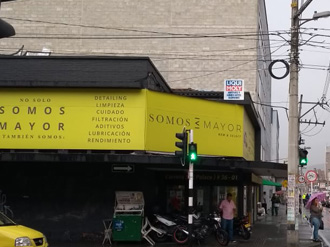 NO SOLO
SOMOS
MAYOR
TAMBIÉN SOMOS:
DETAILING
LIMPIEZA
CUIDADO
FILTRACIÓN
ADITIVOS
LUBRICACIÓN
RENDIMIENTO
SOMOS
MAYOR
LIQUI
MOLY